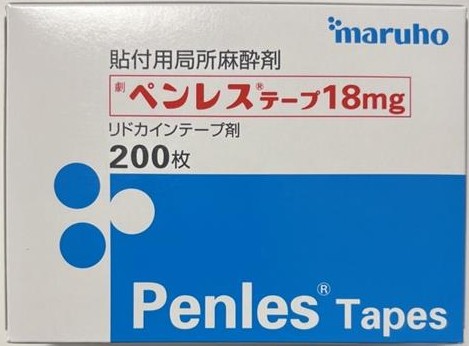 maruho
貼付用局所麻酔剤
劇 ペンレス®テープ18mg
リドカインテープ剤
200枚
Penles® Tapes